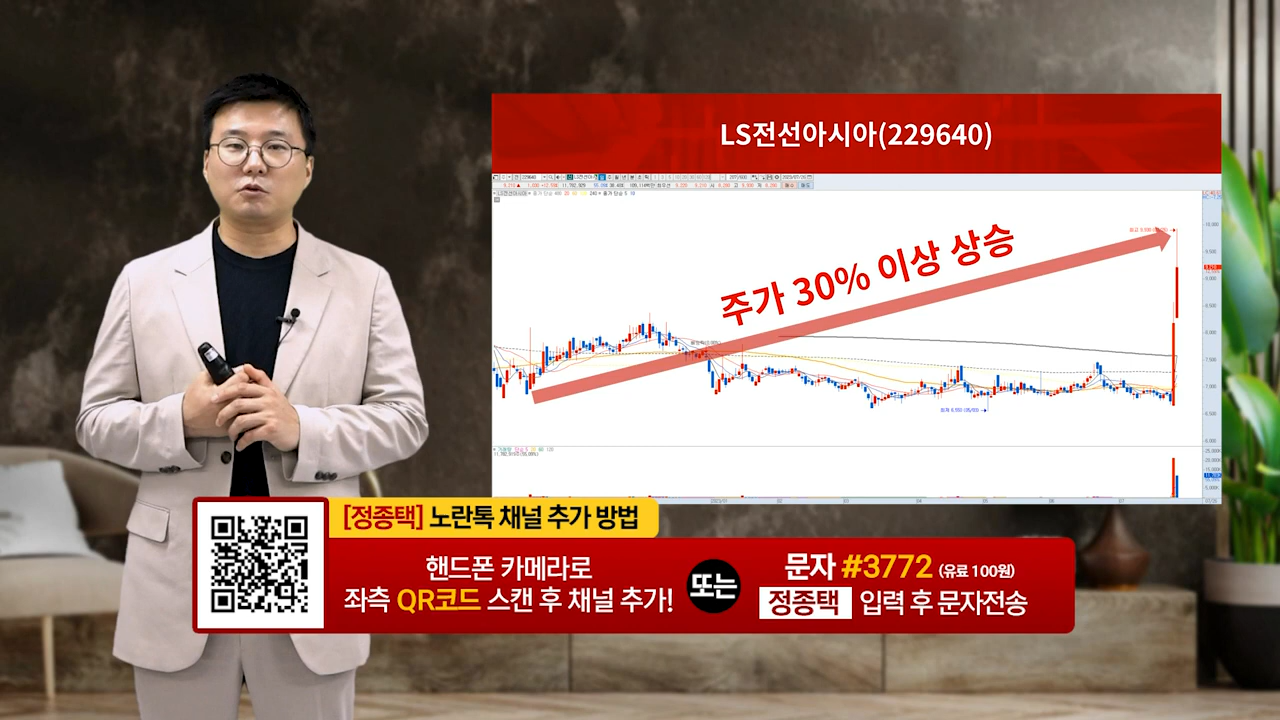 LS전선아시아(229640)
주가 30% 이상 상승
[정종택] 노란톡 채널 추가 방법
핸드폰 카메라로
좌측 QR코드 스캔 후 채널 추가!
또는
문자 #3772 (유료 100원)
정종택 입력 후 문자전송